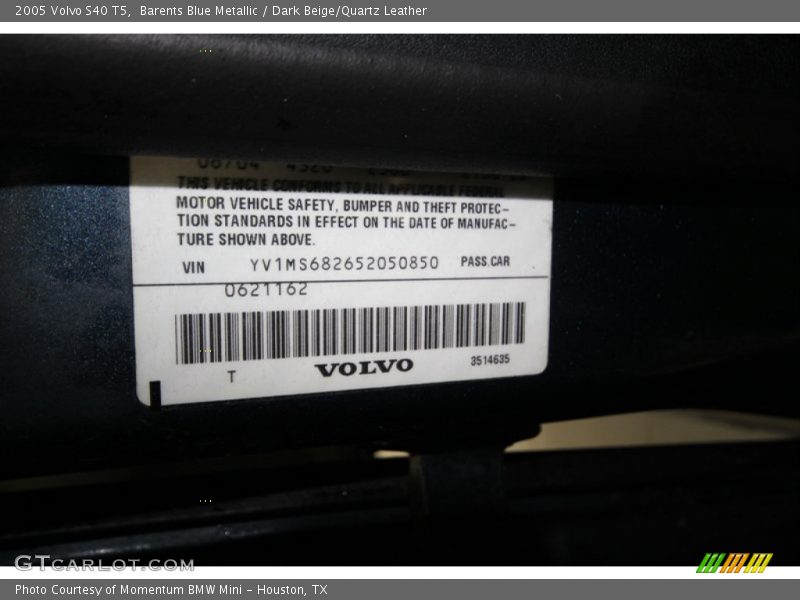 2005 Volvo S40 T5, Barents Blue Metallic / Dark Beige/Quartz Leather
06704 4520
THIS VEHICLE CONFORMS TO ALL APPLICABLE FEDERAL
MOTOR VEHICLE SAFETY, BUMPER AND THEFT PROTEC-
TION STANDARDS IN EFFECT ON THE DATE OF MANUFAC-
TURE SHOWN ABOVE.
VIN YV1MS682652050850 PASS.CAR
0621162
T VOLVO 3514635
GTcarlot.com
Photo Courtesy of Momentum BMW Mini - Houston, TX